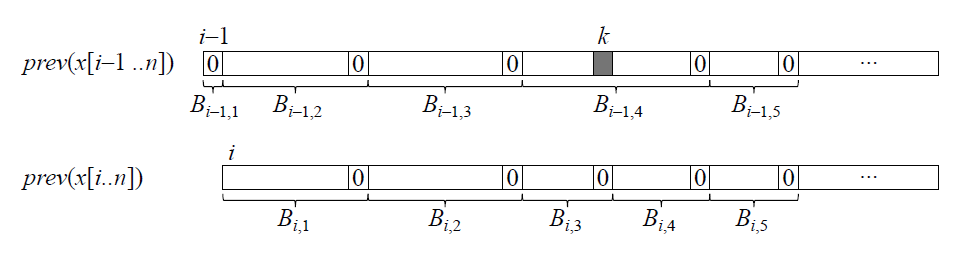 i–1 k
prev(x[i–1 ..n]) 0 0 0 0 0 ...
B_{i–1,1} B_{i–1,2} B_{i–1,3} B_{i–1,4} B_{i–1,5}
i
prev(x[i..n]) 0 0 0 0 0 ...
B_{i,1} B_{i,2} B_{i,3} B_{i,4} B_{i,5}